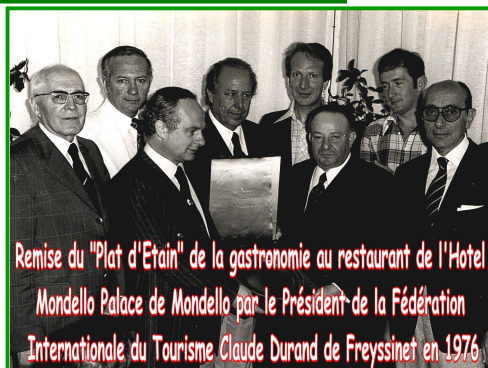 Remise du "Plat d'Etain" de la gastronomie au restaurant de l'Hotel
Mondello Palace de Mondello par le Président de la Fédération
Internationale du Tourisme Claude Durand de Freyssinet en 1976